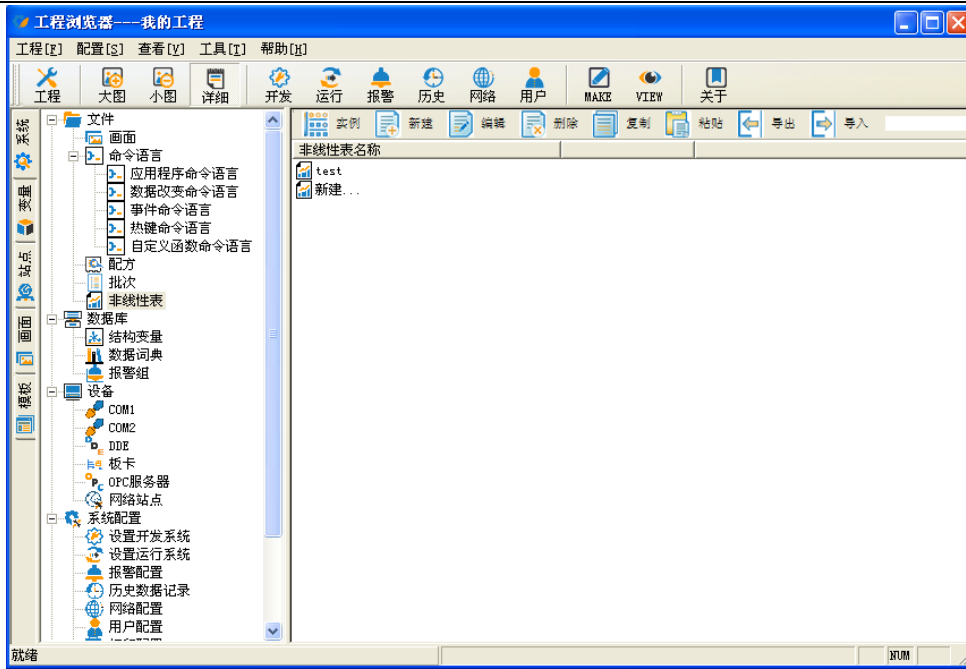 工程浏览器---我的工程
工程[F] 配置[S] 查看[V] 工具[T] 帮助[H]
工程 大图 小图 详细 开发 运行 报警 历史 网络 用户 MAKE VIEW 关于
系统
变量
站点
画面
模板
文件
画面
命令语言
应用程序命令语言
数据改变命令语言
事件命令语言
热键命令语言
自定义函数命令语言
配方
批次
非线性表
数据库
结构变量
数据词典
报警组
设备
COM1
COM2
DDE
板卡
OPC服务器
网络站点
系统配置
设置开发系统
设置运行系统
报警配置
历史数据记录
网络配置
用户配置
实例 新建 编辑 删除 复制 粘贴 导出 导入
非线性表名称
test
新建...
就绪
NUM